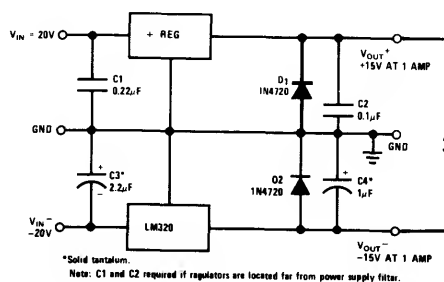 V_IN = 20V
+ REG
V_OUT+
+15V AT 1 AMP
C1
0.22μF
D1
IN4720
C2
0.1μF
GND
GND
C3*
2.2μF
+
−
D2
1N4720
+
C4*
1μF
V_IN−
−20V
LM320
V_OUT−
−15V AT 1 AMP
*Solid tantalum.
Note: C1 and C2 required if regulators are located far from power supply filter.